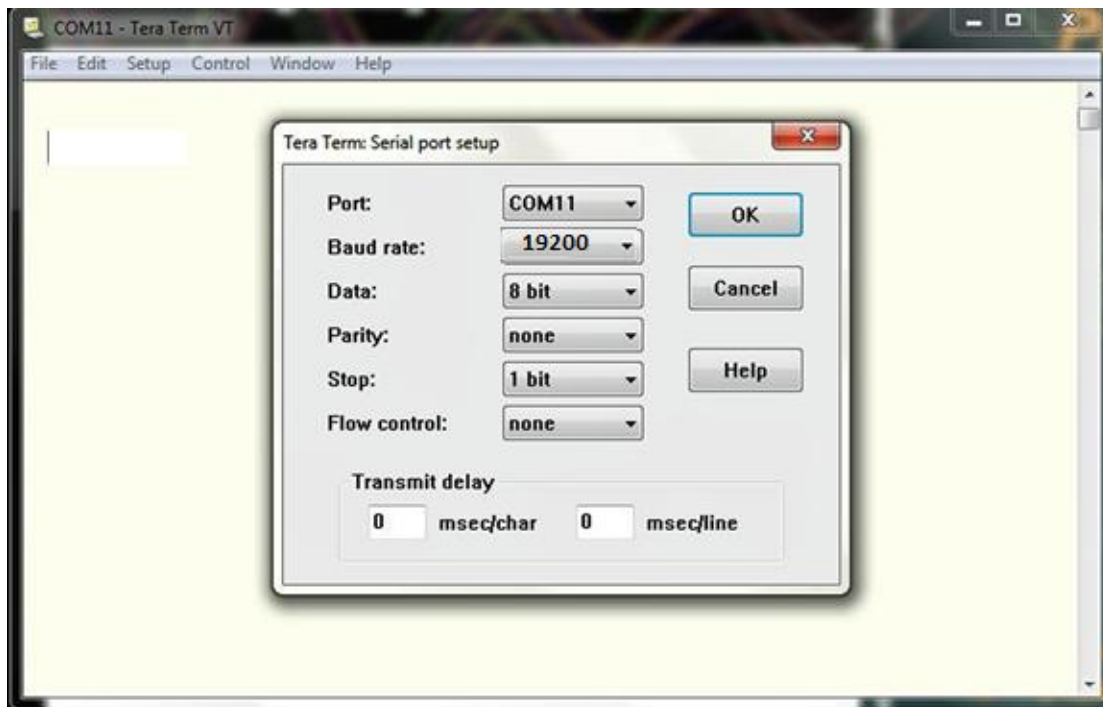 COM11 - Tera Term VT
File Edit Setup Control Window Help
Tera Term: Serial port setup
Port: COM11 OK
Baud rate: 19200
Data: 8 bit Cancel
Parity: none
Stop: 1 bit Help
Flow control: none
Transmit delay
0 msec/char 0 msec/line